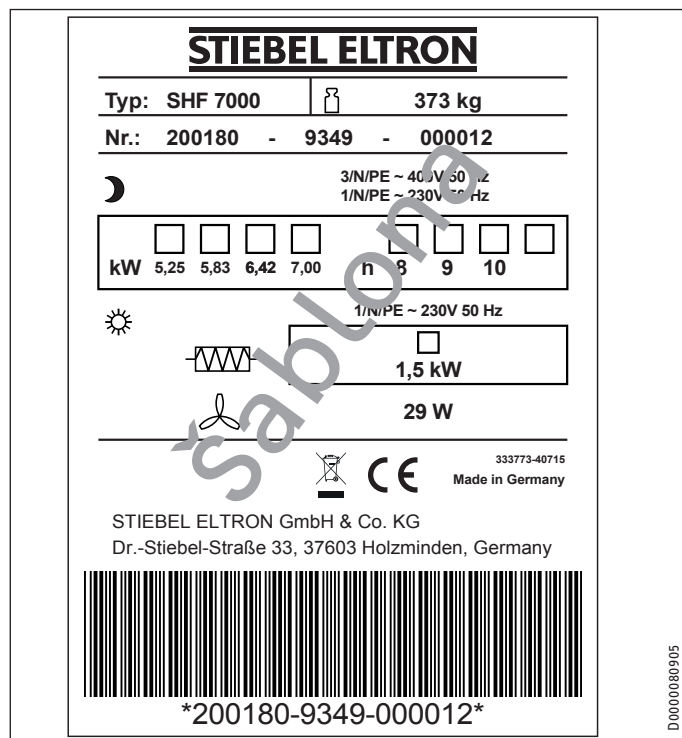 STIEBEL ELTRON
Typ: SHF 7000 373 kg
Nr.: 200180 - 9349 - 000012
3/N/PE ~ 400V 50 Hz
1/N/PE ~ 230V 50 Hz
kW 5,25 5,83 6,42 7,00 h 8 9 10
1/N/PE ~ 230V 50 Hz
1,5 kW
29 W
Šablona
CE
333773-40715
Made in Germany
STIEBEL ELTRON GmbH & Co. KG
Dr.-Stiebel-Straße 33, 37603 Holzminden, Germany
*200180-9349-000012*
D0000080905